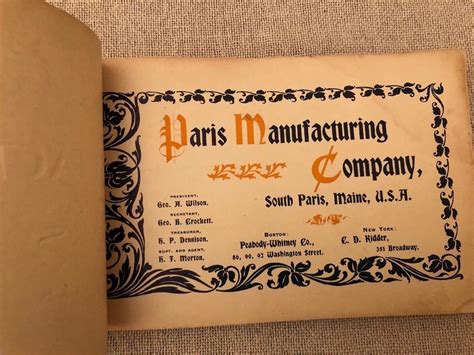 Paris Manufacturing
Company,
South Paris, Maine, U.S.A.
PRESIDENT,
Geo. A. Wilson.
SECRETARY,
Geo. B. Crockett.
TREASURER,
H. P. Dennison.
SUPT. AND AGENT,
H. F. Morton.
BOSTON:
Peabody-Whitney Co.,
86, 90, 92 Washington Street.
NEW YORK:
C. D. Kidder,
351 Broadway.